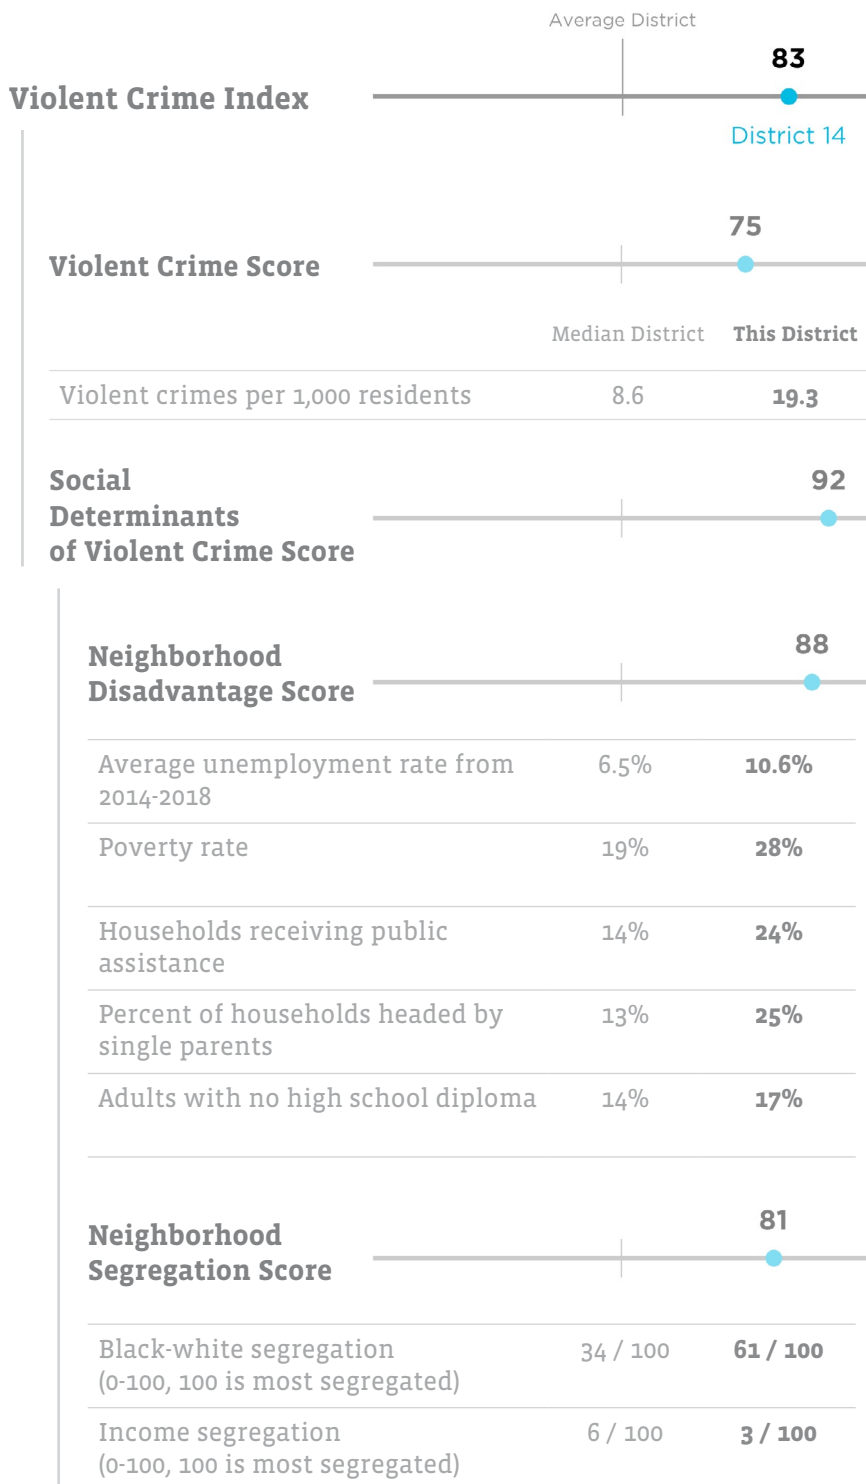 Average District
83
Violent Crime Index
District 14
75
Violent Crime Score
Median District This District
Violent crimes per 1,000 residents 8.6 19.3
Social
Determinants
of Violent Crime Score
92
Neighborhood
Disadvantage Score
88
Average unemployment rate from 6.5% 10.6%
2014-2018
Poverty rate 19% 28%
Households receiving public 14% 24%
assistance
Percent of households headed by 13% 25%
single parents
Adults with no high school diploma 14% 17%
Neighborhood
Segregation Score
81
Black-white segregation 34 / 100 61 / 100
(0-100, 100 is most segregated)
Income segregation 6 / 100 3 / 100
(0-100, 100 is most segregated)